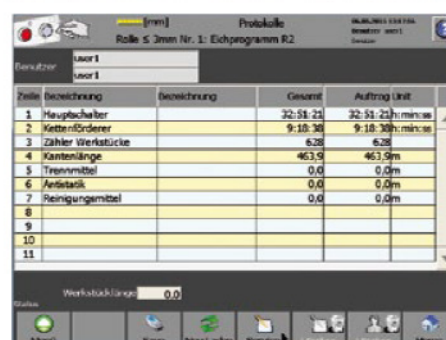 [mm] Protokolle
Rolle ≤ 3mm Nr. 1: Eichprogramm R2
Benutzer user1
user1
Zeile Bezeichnung Bezeichnung Gesamt Auftrag Unit
1 Hauptschalter 32:51:21 32:51:21 h:min:ss
2 Kettenförderer 9:18:38 9:18:38 h:min:ss
3 Zähler Werkstücke 628 628
4 Kantenlänge 463,9 463,9 m
5 Trennmittel 0,0 0,0 m
6 Antistatik 0,0 0,0 m
7 Reinigungsmittel 0,0 0,0 m
8
9
10
11
Werkstücklänge 0.0
Status